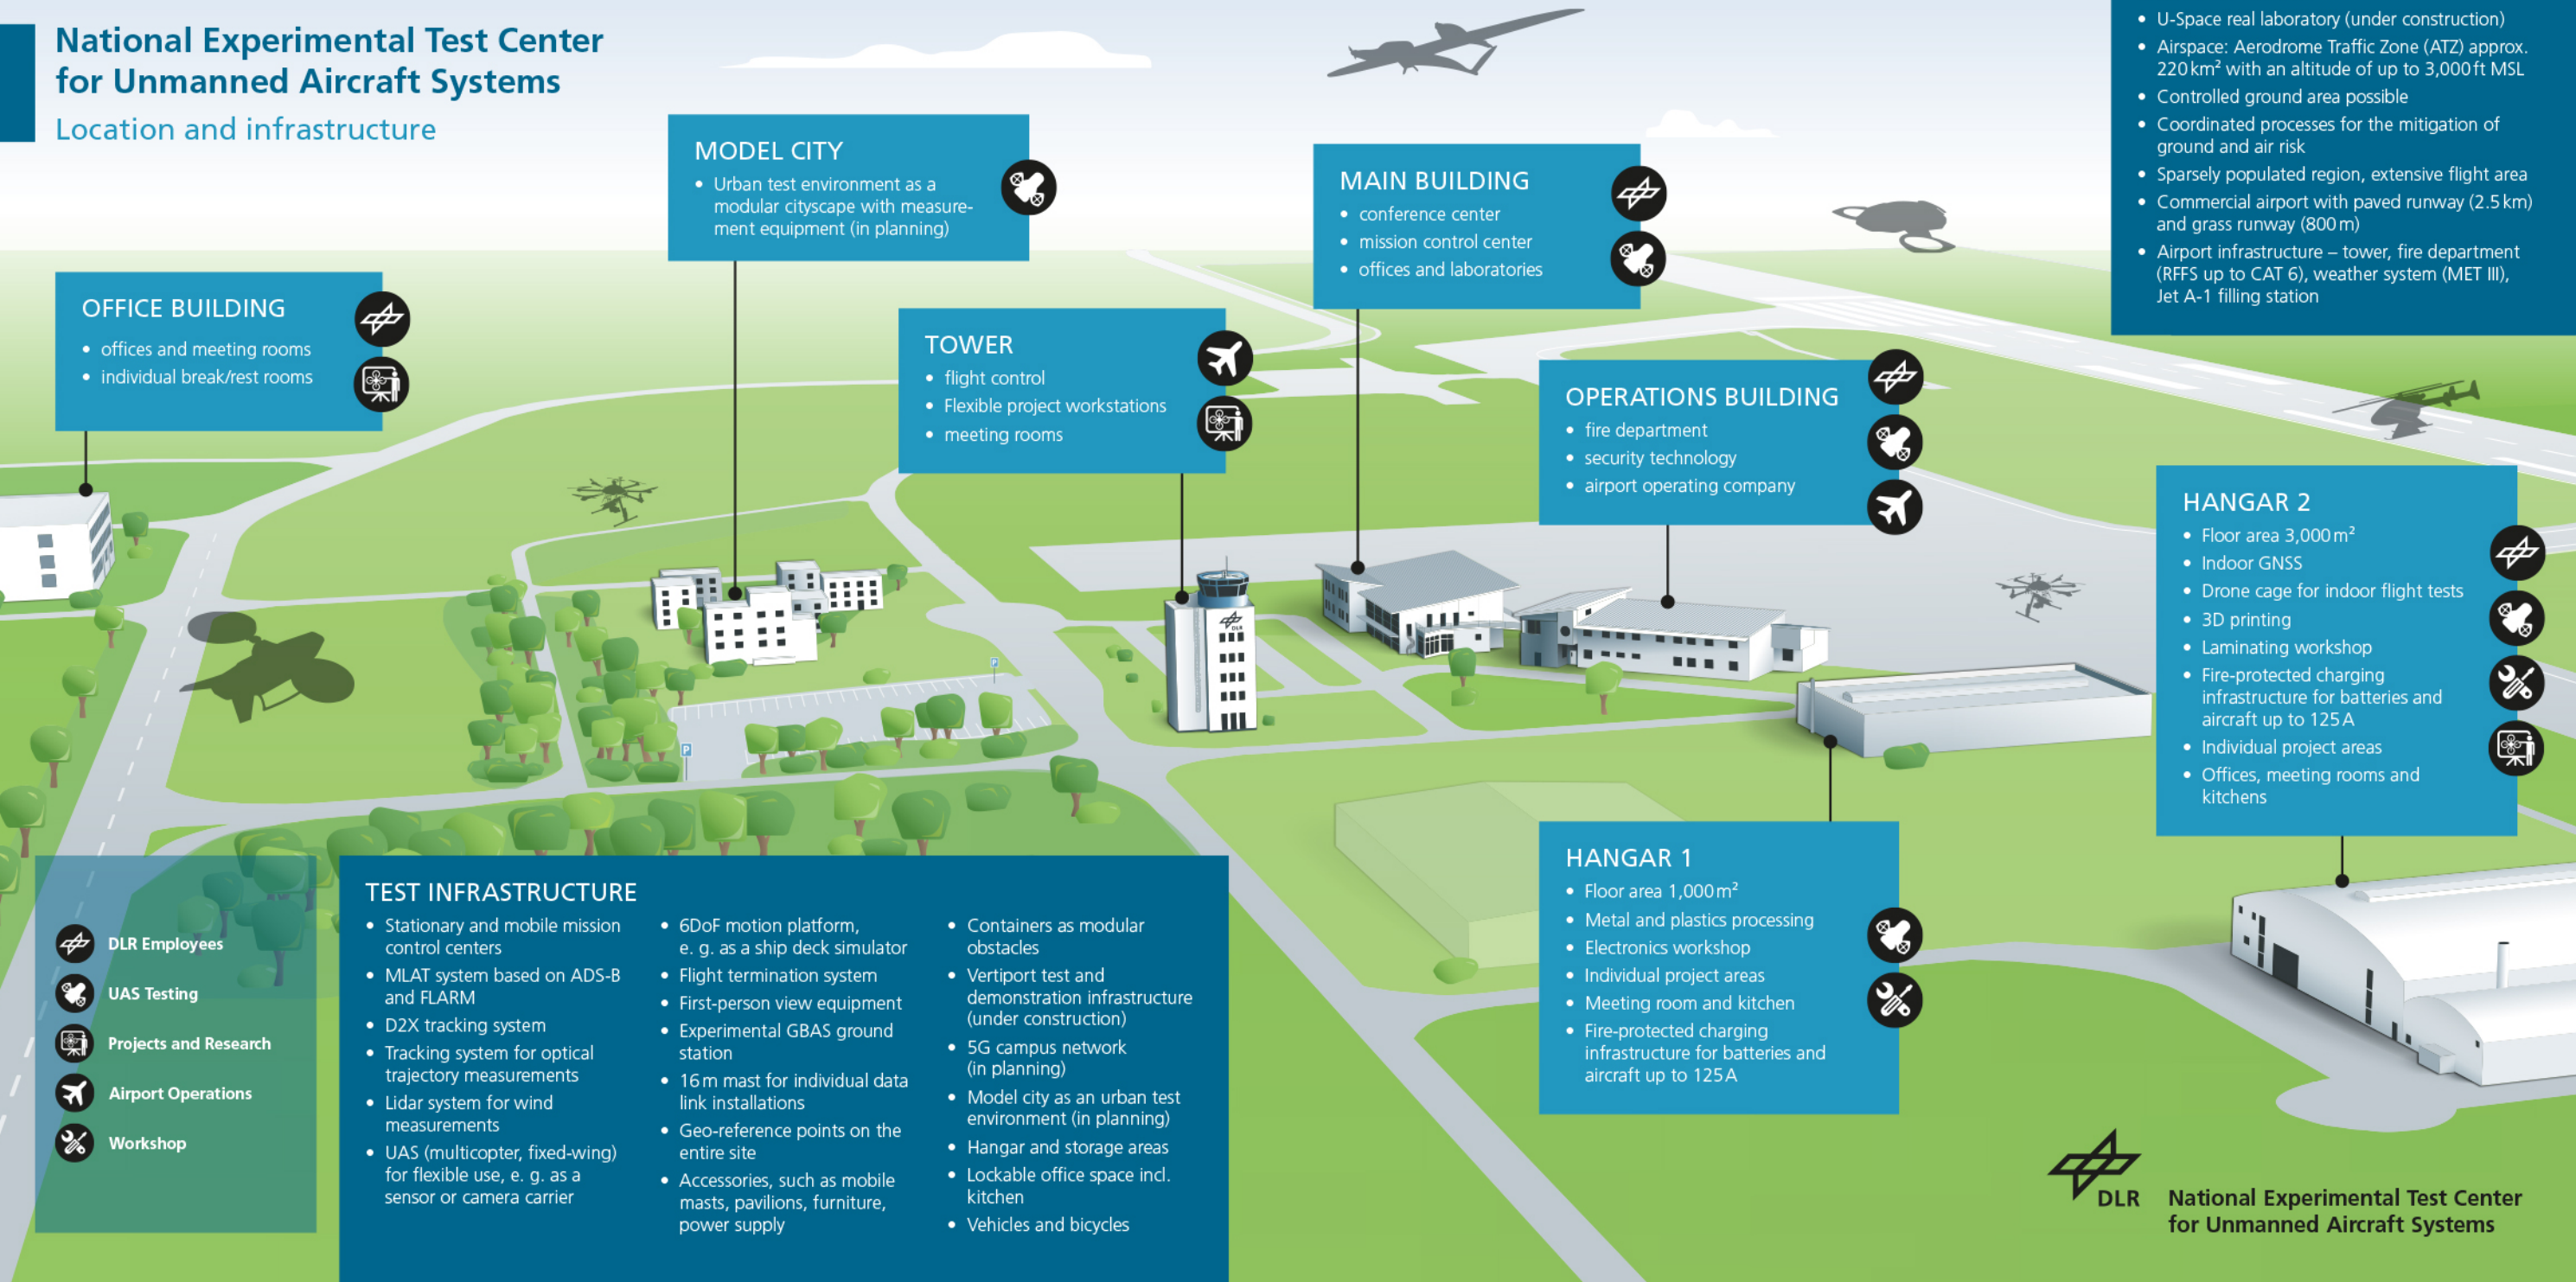 National Experimental Test Center
for Unmanned Aircraft Systems
Location and infrastructure
MODEL CITY
• Urban test environment as a
modular cityscape with measure-
ment equipment (in planning)
MAIN BUILDING
• conference center
• mission control center
• offices and laboratories
• U-Space real laboratory (under construction)
• Airspace: Aerodrome Traffic Zone (ATZ) approx.
220 km² with an altitude of up to 3,000 ft MSL
• Controlled ground area possible
• Coordinated processes for the mitigation of
ground and air risk
• Sparsely populated region, extensive flight area
• Commercial airport with paved runway (2.5 km)
and grass runway (800 m)
• Airport infrastructure – tower, fire department
(RFFS up to CAT 6), weather system (MET III),
Jet A-1 filling station
OFFICE BUILDING
• offices and meeting rooms
• individual break/rest rooms
TOWER
• flight control
• Flexible project workstations
• meeting rooms
OPERATIONS BUILDING
• fire department
• security technology
• airport operating company
HANGAR 2
• Floor area 3,000 m²
• Indoor GNSS
• Drone cage for indoor flight tests
• 3D printing
• Laminating workshop
• Fire-protected charging
infrastructure for batteries and
aircraft up to 125 A
• Individual project areas
• Offices, meeting rooms and
kitchens
DLR
P
P
HANGAR 1
• Floor area 1,000 m²
• Metal and plastics processing
• Electronics workshop
• Individual project areas
• Meeting room and kitchen
• Fire-protected charging
infrastructure for batteries and
aircraft up to 125 A
DLR Employees
UAS Testing
Projects and Research
Airport Operations
Workshop
TEST INFRASTRUCTURE
• Stationary and mobile mission
control centers
• MLAT system based on ADS-B
and FLARM
• D2X tracking system
• Tracking system for optical
trajectory measurements
• Lidar system for wind
measurements
• UAS (multicopter, fixed-wing)
for flexible use, e. g. as a
sensor or camera carrier
• 6DoF motion platform,
e. g. as a ship deck simulator
• Flight termination system
• First-person view equipment
• Experimental GBAS ground
station
• 16 m mast for individual data
link installations
• Geo-reference points on the
entire site
• Accessories, such as mobile
masts, pavilions, furniture,
power supply
• Containers as modular
obstacles
• Vertiport test and
demonstration infrastructure
(under construction)
• 5G campus network
(in planning)
• Model city as an urban test
environment (in planning)
• Hangar and storage areas
• Lockable office space incl.
kitchen
• Vehicles and bicycles
DLR
National Experimental Test Center
for Unmanned Aircraft Systems